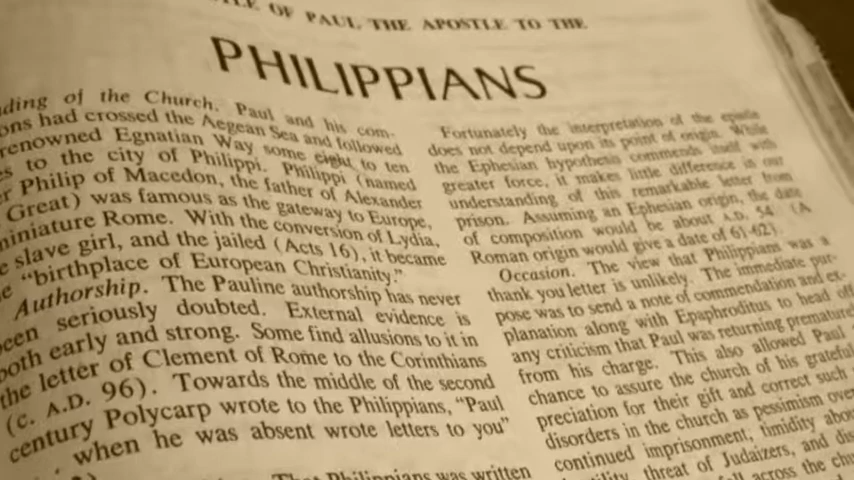 OF PAUL THE APOSTLE TO THE
PHILIPPIANS
ding of the Church. Paul and his com-
ons had crossed the Aegean Sea and followed
renowned Egnatian Way some eight to ten
s to the city of Philippi. Philippi (named
r Philip of Macedon, the father of Alexander
Great) was famous as the gateway to Europe,
miniature Rome. With the conversion of Lydia,
e slave girl, and the jailed (Acts 16), it became
e "birthplace of European Christianity."
Authorship. The Pauline authorship has never
been seriously doubted. External evidence is
both early and strong. Some find allusions to it in
the letter of Clement of Rome to the Corinthians
(c. A.D. 96). Towards the middle of the second
century Polycarp wrote to the Philippians, "Paul
when he was absent wrote letters to you"
That Philippians was written
Fortunately the interpretation of the epistle
does not depend upon its point of origin. While
the Ephesian hypothesis commends itself with
greater force, it makes little difference in our
understanding of this remarkable letter from
prison. Assuming an Ephesian origin, the date
of composition would be about A.D. 54 (A
Roman origin would give a date of 61-62).
Occasion. The view that Philippians was a
thank you letter is unlikely. The immediate pur-
pose was to send a note of commendation and ex-
planation along with Epaphroditus to head off
any criticism that Paul was returning premature
from his charge. This also allowed Paul
chance to assure the church of his grateful
preciation for their gift and correct such
disorders in the church as pessimism over
continued imprisonment, timidity abou
threat of Judaizers, and dis
across the chu